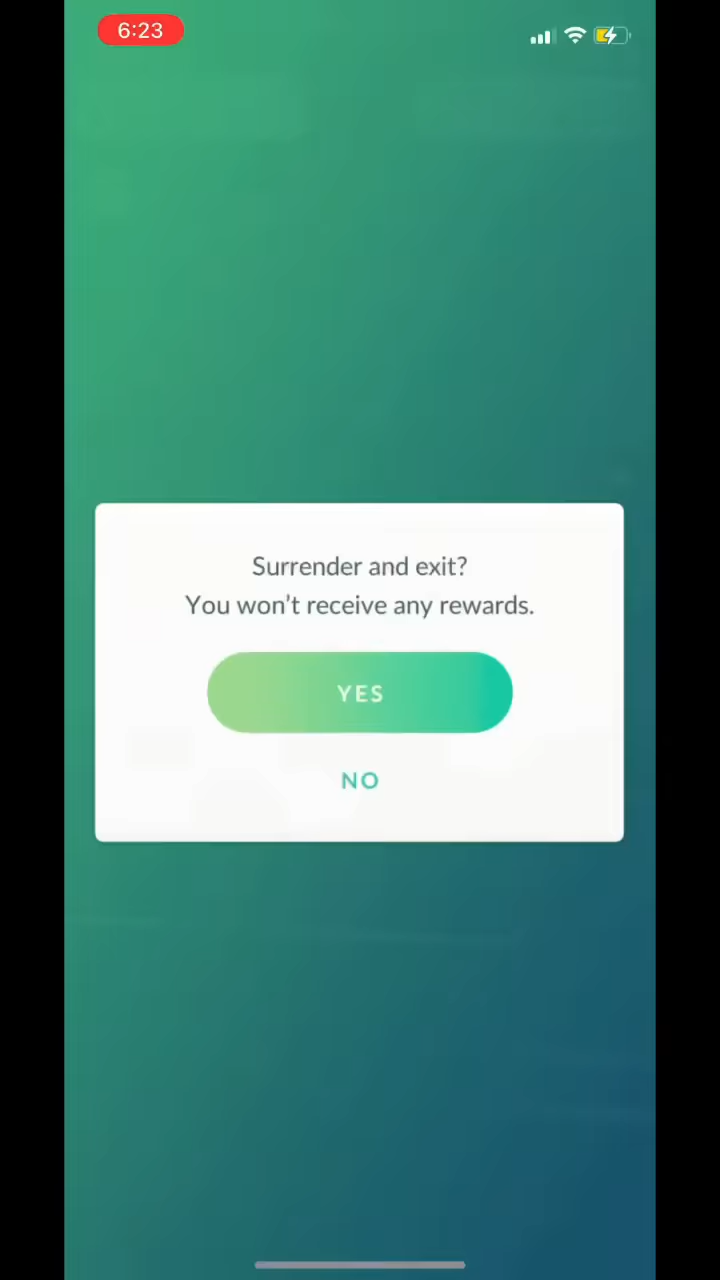 6:23
Surrender and exit?
You won't receive any rewards.
YES
NO